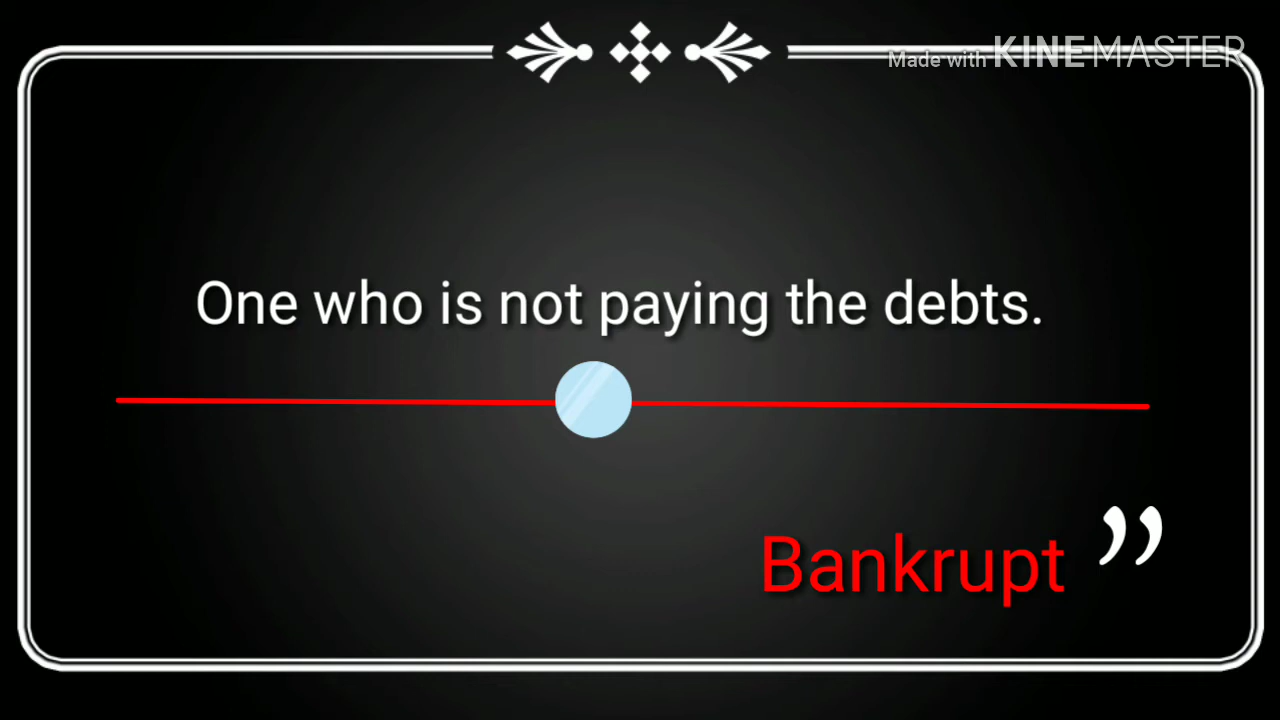 Made with KINEMASTER
One who is not paying the debts.
Bankrupt ”